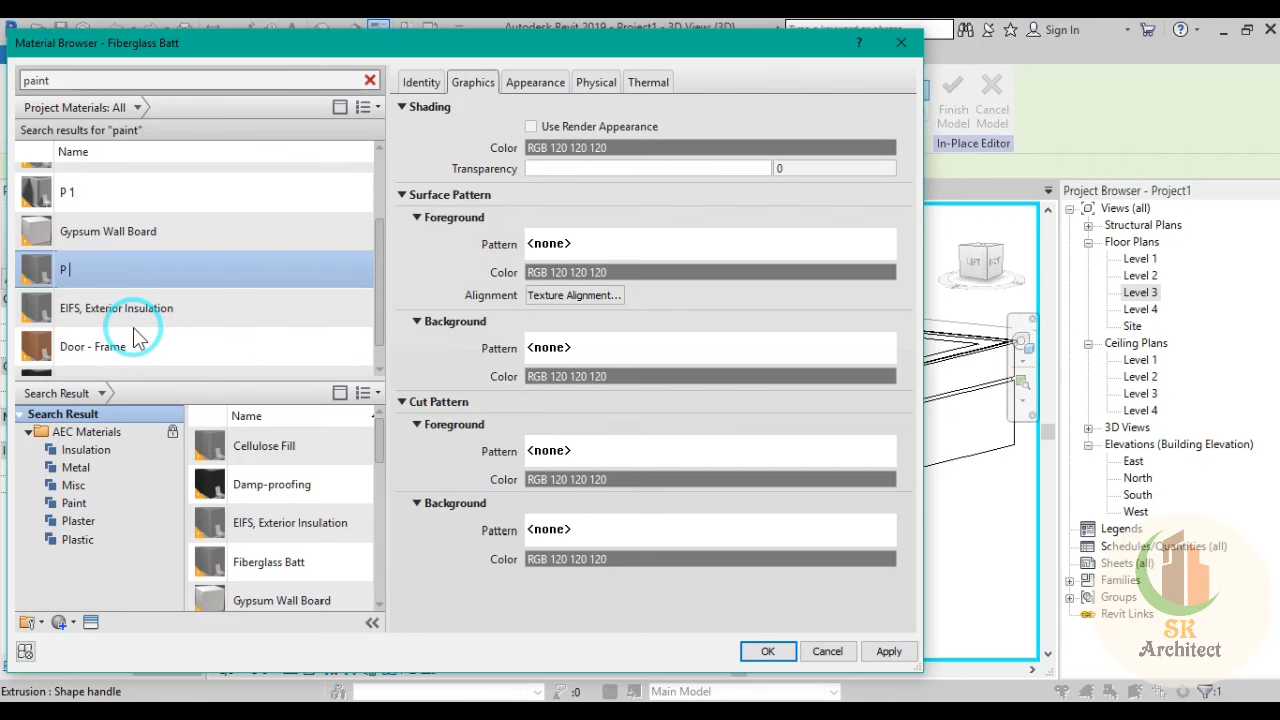 Autodesk Revit 2019 - Project1 - 3D Views (3D)
Sign In
Material Browser - Fiberglass Batt
?
paint
Project Materials: All
Search results for "paint"
Name
P 1
Gypsum Wall Board
P
EIFS, Exterior Insulation
Door - Frame
Search Result
Search Result
AEC Materials
Insulation
Metal
Misc
Paint
Plaster
Plastic
Name
Cellulose Fill
Damp-proofing
EIFS, Exterior Insulation
Fiberglass Batt
Gypsum Wall Board
Identity
Graphics
Appearance
Physical
Thermal
Shading
Use Render Appearance
Color
RGB 120 120 120
Transparency
0
Surface Pattern
Foreground
Pattern
<none>
Color
RGB 120 120 120
Alignment
Texture Alignment...
Background
Pattern
<none>
Color
RGB 120 120 120
Cut Pattern
Foreground
Pattern
<none>
Color
RGB 120 120 120
Background
Pattern
<none>
Color
RGB 120 120 120
OK
Cancel
Apply
Finish
Model
Cancel
Model
In-Place Editor
LEFT
Project Browser - Project1
Views (all)
Structural Plans
Floor Plans
Level 1
Level 2
Level 3
Level 4
Site
Ceiling Plans
Level 1
Level 2
Level 3
Level 4
3D Views
Elevations (Building Elevation)
East
North
South
West
Legends
Schedules/Quantities (all)
Sheets (all)
Families
Groups
Revit Links
SK
Architect
Extrusion : Shape handle
:0
Main Model
:1